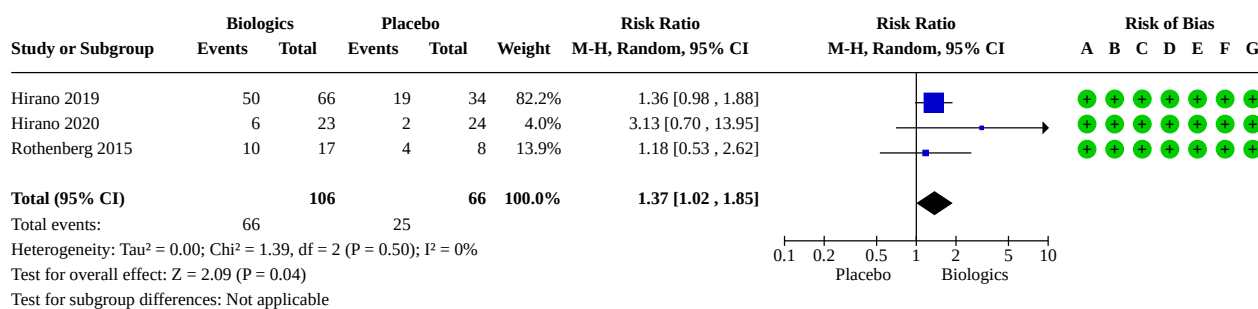 Biologics Placebo Risk Ratio Risk Ratio Risk of Bias
Study or Subgroup Events Total Events Total Weight M-H, Random, 95% CI M-H, Random, 95% CI A B C D E F G
Hirano 2019 50 66 19 34 82.2% 1.36 [0.98 , 1.88] + + + + + + +
Hirano 2020 6 23 2 24 4.0% 3.13 [0.70 , 13.95] + + + + + + +
Rothenberg 2015 10 17 4 8 13.9% 1.18 [0.53 , 2.62] + + + + + + +
Total (95% CI) 106 66 100.0% 1.37 [1.02 , 1.85]
Total events: 66 25
Heterogeneity: Tau² = 0.00; Chi² = 1.39, df = 2 (P = 0.50); I² = 0%
0.1 0.2 0.5 1 2 5 10
Test for overall effect: Z = 2.09 (P = 0.04) Placebo Biologics
Test for subgroup differences: Not applicable